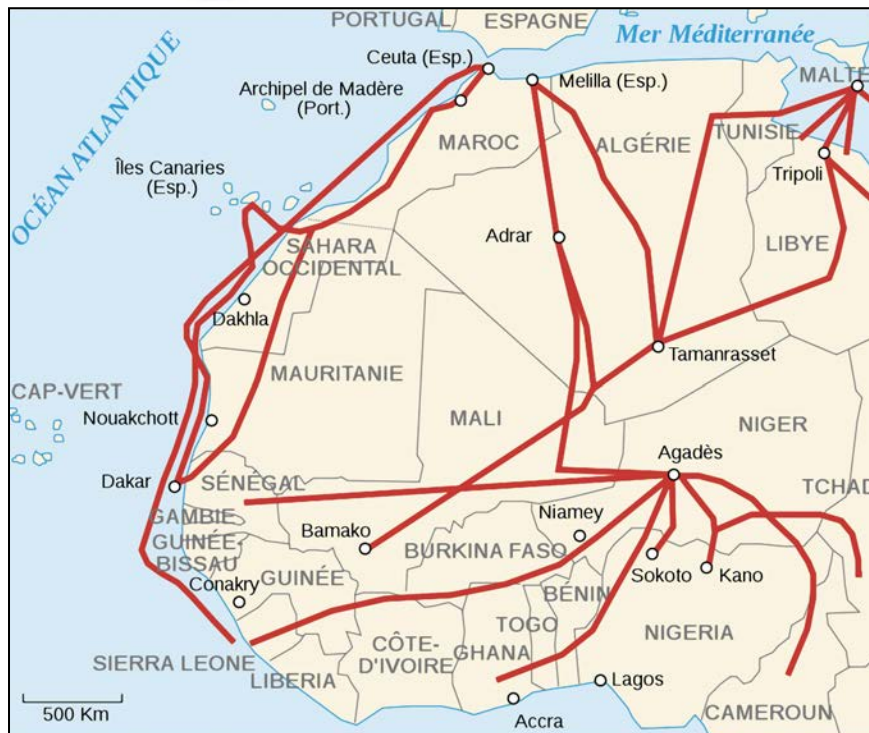 PORTUGAL
ESPAGNE
Mer Méditerranée
OCÉAN ATLANTIQUE
Ceuta (Esp.)
Archipel de Madère
(Port.)
Melilla (Esp.)
MALTE
MAROC
ALGÉRIE
TUNISIE
Tripoli
Îles Canaries
(Esp.)
Adrar
LIBYE
SAHARA
OCCIDENTAL
Dakhla
Tamanrasset
MAURITANIE
CAP-VERT
Nouakchott
MALI
NIGER
Agadès
Dakar
SÉNÉGAL
TCHAD
GAMBIE
Niamey
Bamako
GUINÉE-
BISSAU
BURKINA FASO
Sokoto
Kano
Conakry
GUINÉE
BÉNIN
TOGO
NIGERIA
CÔTE-
D'IVOIRE
GHANA
SIERRA LEONE
LIBERIA
Lagos
500 Km
Accra
CAMEROUN